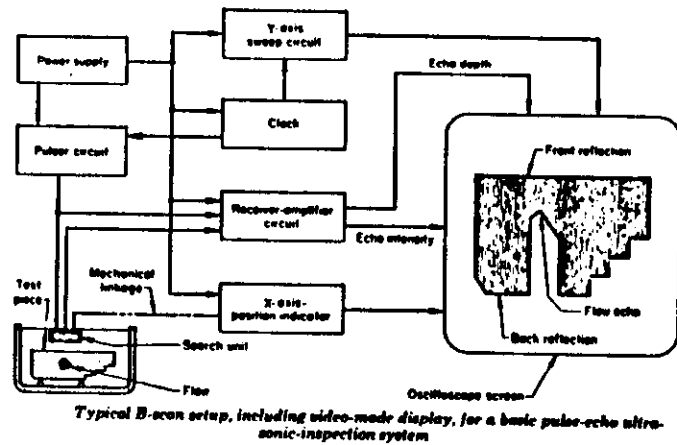 Y-axis
sweep circuit
Power supply
Echo depth
Clock
Pulser circuit
Front reflection
Receiver-amplifier
circuit
Echo intensity
Mechanical
linkage
Test
piece
X-axis-
position indicator
Flaw echo
Back reflection
Search unit
Flaw
Oscilloscope screen
Typical B-scan setup, including video-mode display, for a basic pulse-echo ultra-
sonic-inspection system